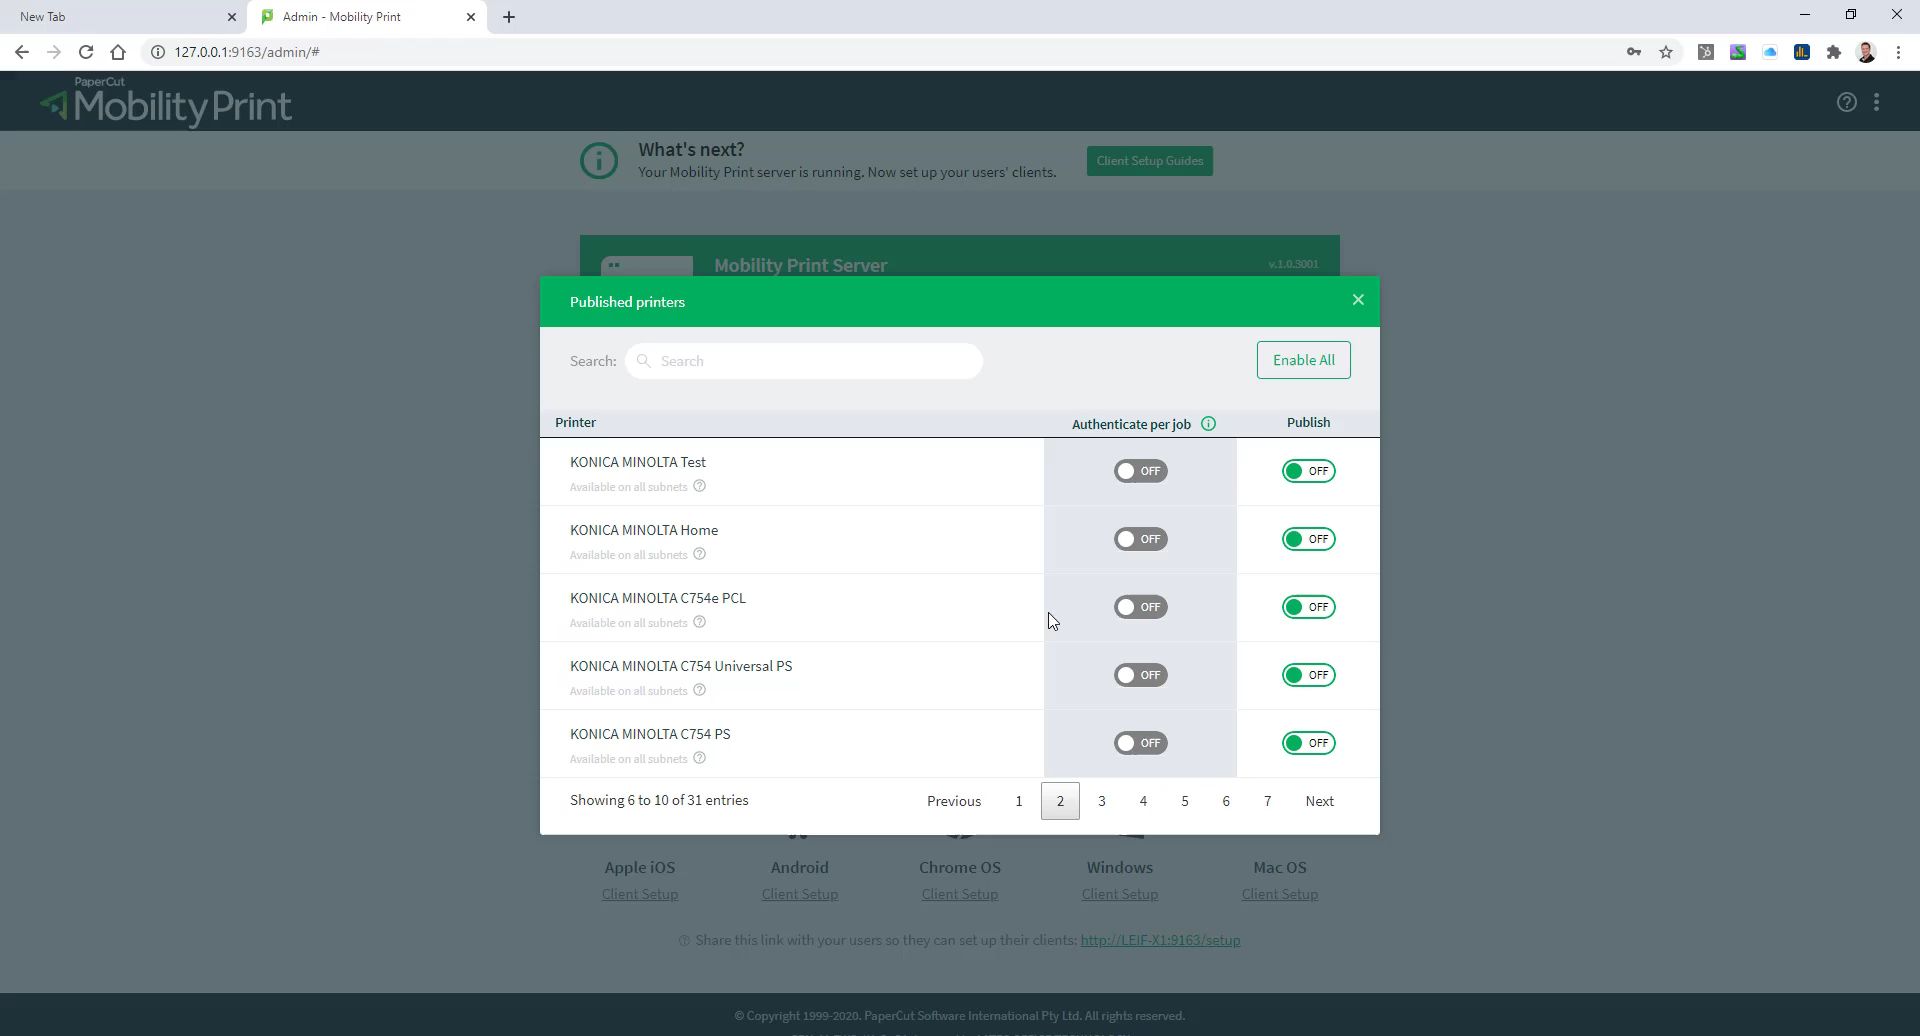 New Tab
Admin - Mobility Print
127.0.0.1:9163/admin/#
PaperCut
Mobility Print
What's next?
Your Mobility Print server is running. Now set up your users' clients.
Client Setup Guides
Mobility Print Server
v.1.0.3001
Published printers
Search:
Search
Enable All
Printer
Authenticate per job
Publish
KONICA MINOLTA Test
Available on all subnets
OFF
OFF
KONICA MINOLTA Home
Available on all subnets
OFF
OFF
KONICA MINOLTA C754e PCL
Available on all subnets
OFF
OFF
KONICA MINOLTA C754 Universal PS
Available on all subnets
OFF
OFF
KONICA MINOLTA C754 PS
Available on all subnets
OFF
OFF
Showing 6 to 10 of 31 entries
Previous 1 2 3 4 5 6 7 Next
Apple iOS
Client Setup
Android
Client Setup
Chrome OS
Client Setup
Windows
Client Setup
Mac OS
Client Setup
Share this link with your users so they can set up their clients: http://LEIF-X1:9163/setup
© Copyright 1999-2020. PaperCut Software International Pty Ltd. All rights reserved.